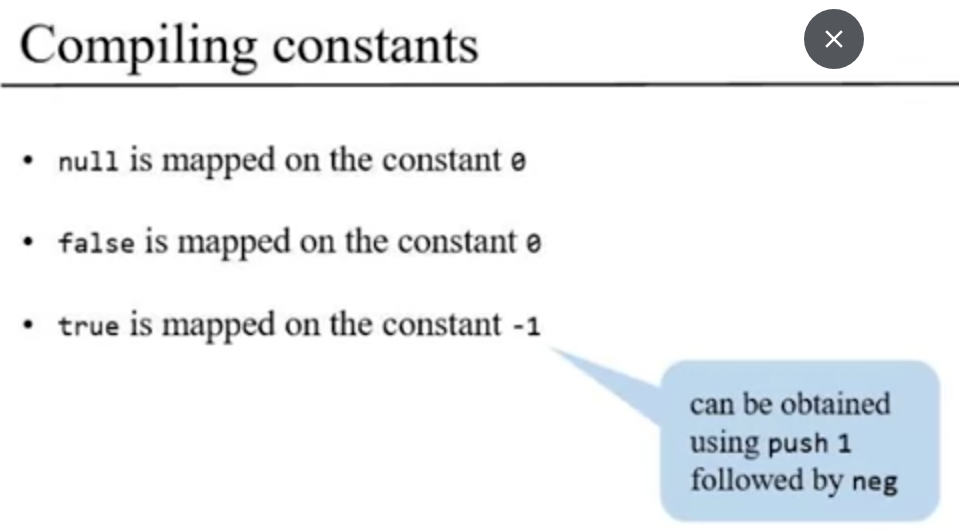 Compiling constants
• null is mapped on the constant 0
• false is mapped on the constant 0
• true is mapped on the constant -1
can be obtained
using push 1
followed by neg